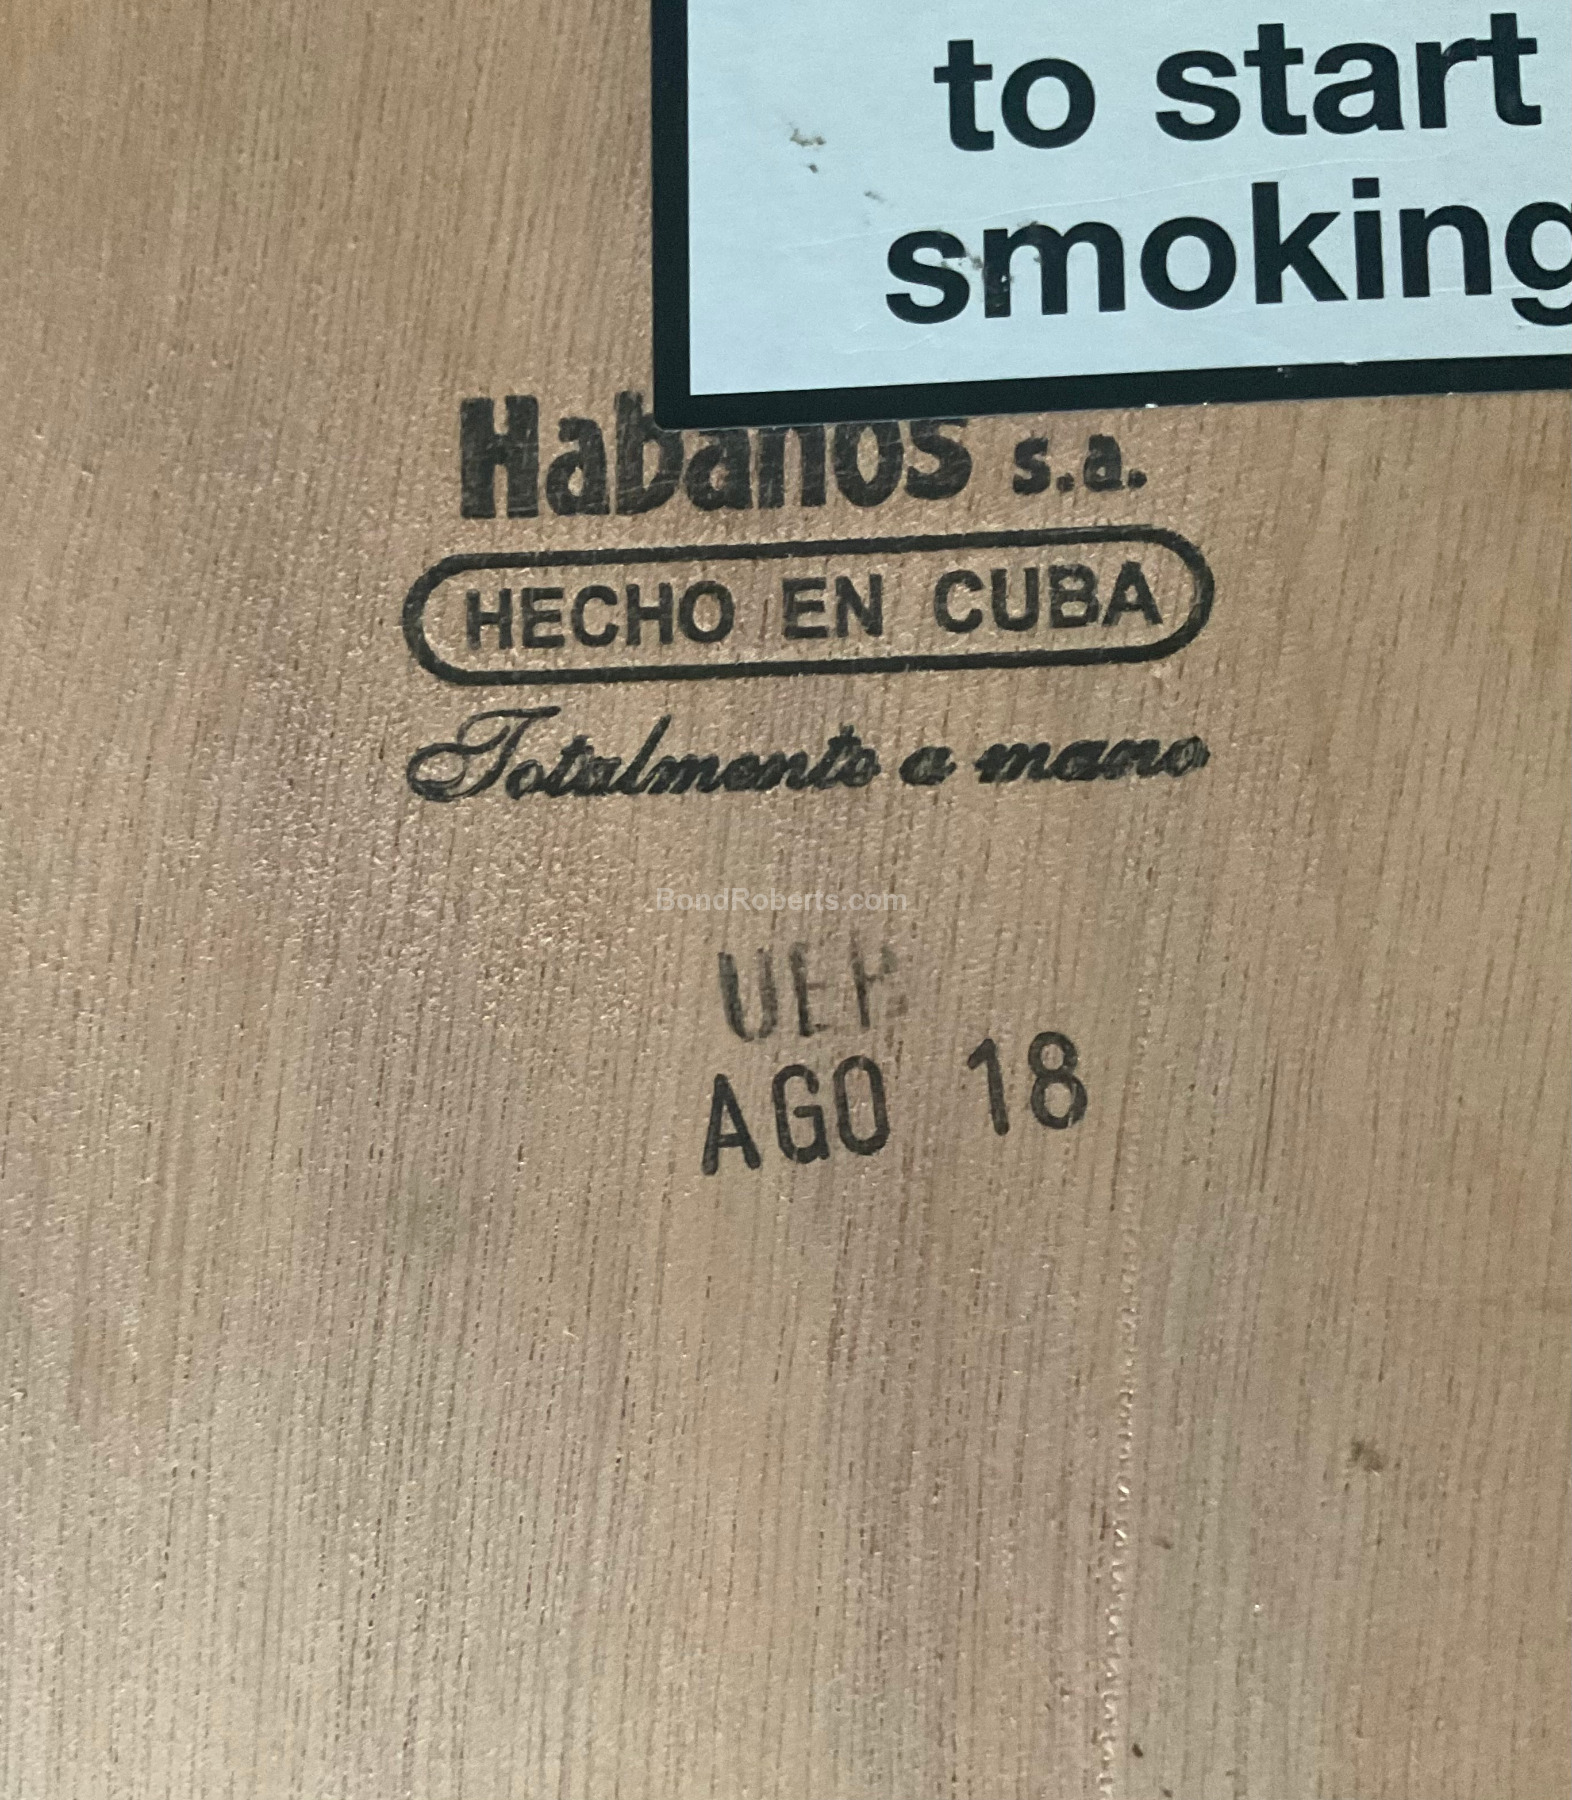 to start
smoking
Habanos s.a.
HECHO EN CUBA
Totalmente a mano
BondRoberts.com
AGO 18